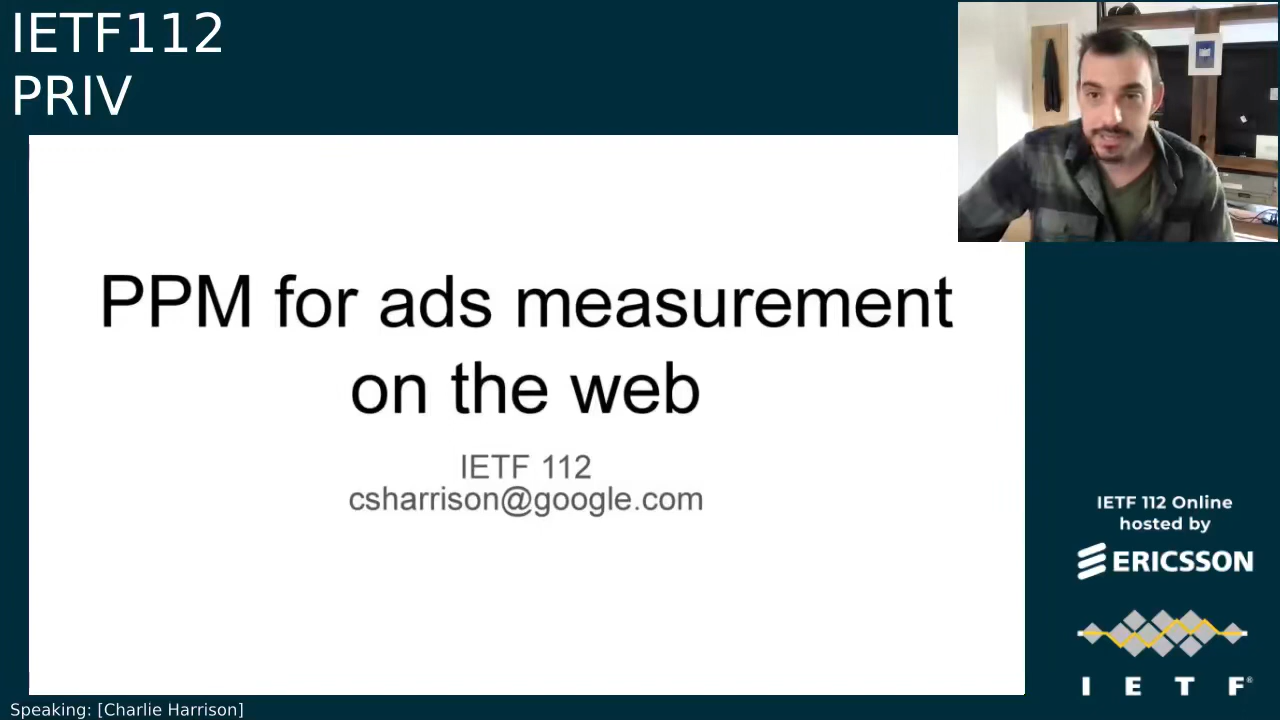 IETF112
PRIV
PPM for ads measurement
on the web
IETF 112
csharrison@google.com
IETF 112 Online
hosted by
ERICSSON
I E T F®
Speaking: [Charlie Harrison]